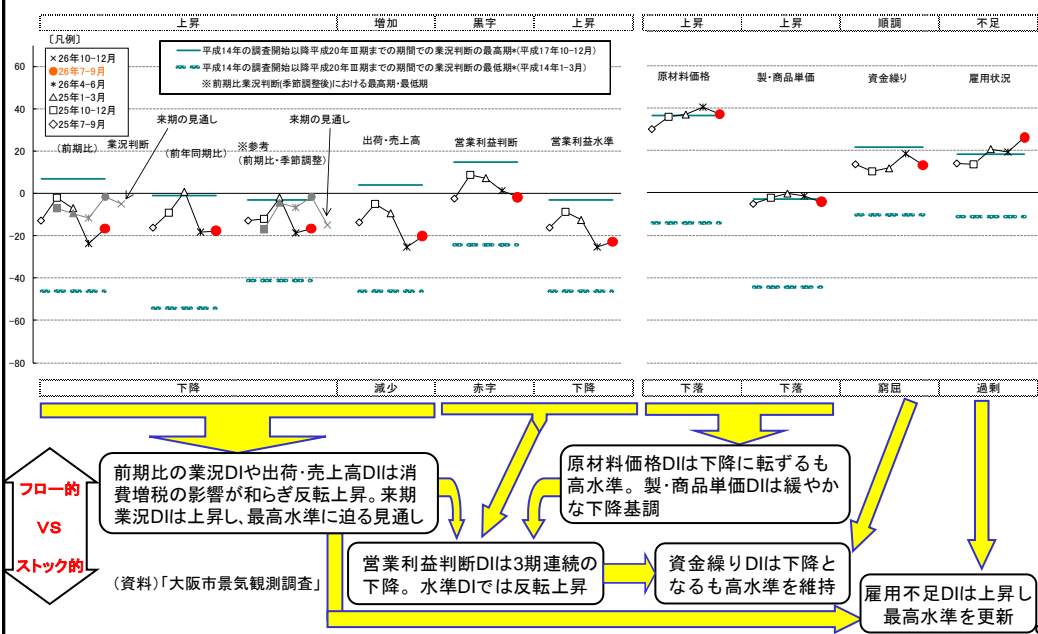 上昇 増加 黒字 上昇 上昇 上昇 順調 不足
〔凡例〕
×26年10-12月
●26年7-9月
*26年4-6月
△25年1-3月
□25年10-12月
◇25年7-9月
平成14年の調査開始以降平成20年Ⅲ期までの期間での業況判断の最高期*(平成17年10-12月)
平成14年の調査開始以降平成20年Ⅲ期までの期間での業況判断の最低期*(平成14年1-3月)
※前期比業況判断(季節調整後)における最高期・最低期
60
40
20
0
-20
-40
-60
-80
来期の見通し
来期の見通し
業況判断
(前期比)
(前年同期比)
※参考
(前期比・季節調整)
出荷・売上高
営業利益判断
営業利益水準
原材料価格
製・商品単価
資金繰り
雇用状況
下降 減少 赤字 下降 下落 下落 窮屈 過剰
フロー的
VS
ストック的
前期比の業況DIや出荷・売上高DIは消
費増税の影響が和らぎ反転上昇。来期
業況DIは上昇し、最高水準に迫る見通し
原材料価格DIは下降に転ずるも
高水準。製・商品単価DIは緩やか
な下降基調
営業利益判断DIは3期連続の
下降。水準DIでは反転上昇
資金繰りDIは下降と
なるも高水準を維持
雇用不足DIは上昇し
最高水準を更新
(資料)「大阪市景気観測調査」